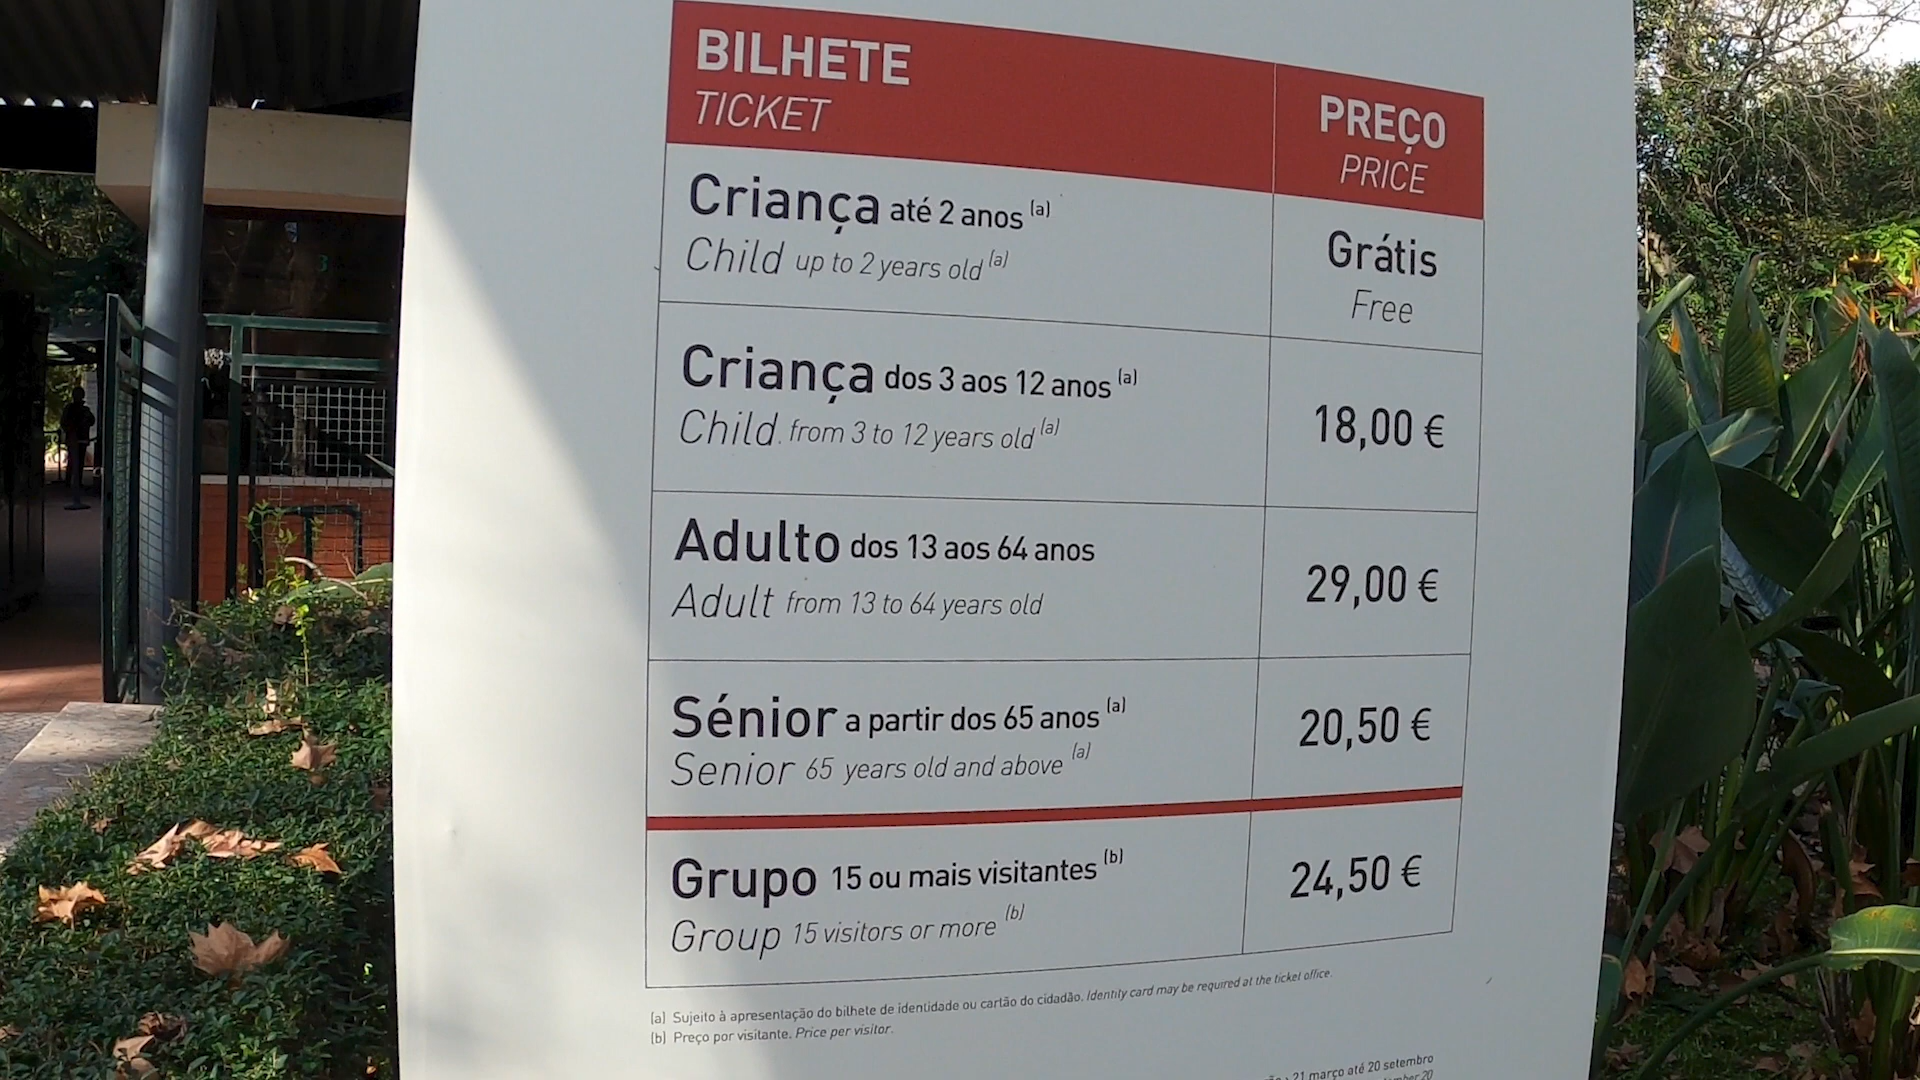 BILHETE
TICKET
PREÇO
PRICE
Criança até 2 anos (a)
Child up to 2 years old (a)
Grátis
Free
Criança dos 3 aos 12 anos (a)
Child from 3 to 12 years old (a)
18,00 €
Adulto dos 13 aos 64 anos
Adult from 13 to 64 years old
29,00 €
Sénior a partir dos 65 anos (a)
Senior 65 years old and above (a)
20,50 €
Grupo 15 ou mais visitantes (b)
Group 15 visitors or more (b)
24,50 €
(a) Sujeito à apresentação do bilhete de identidade ou cartão do cidadão. Identity card may be required at the ticket office.
(b) Preço por visitante. Price per visitor.
21 março até 20 setembro
20